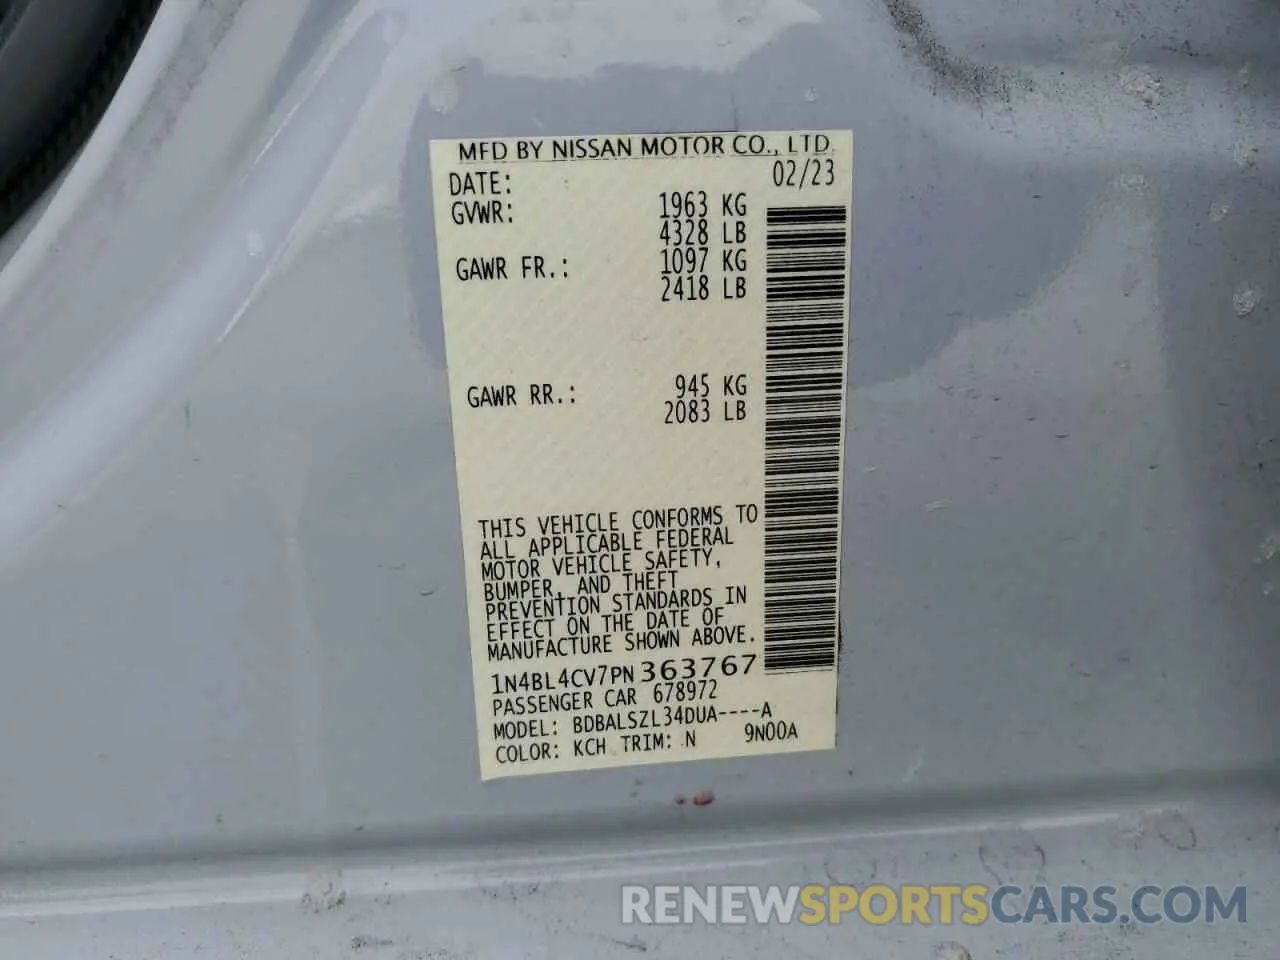 MFD BY NISSAN MOTOR CO., LTD.
DATE: 02/23
GVWR: 1963 KG
4328 LB
GAWR FR.: 1097 KG
2418 LB
GAWR RR.: 945 KG
2083 LB
THIS VEHICLE CONFORMS TO
ALL APPLICABLE FEDERAL
MOTOR VEHICLE SAFETY,
BUMPER, AND THEFT
PREVENTION STANDARDS IN
EFFECT ON THE DATE OF
MANUFACTURE SHOWN ABOVE.
1N4BL4CV7PN363767
PASSENGER CAR 678972
MODEL: BDBALSZL34DUA----A
COLOR: KCH TRIM: N 9N00A
RENEWSPORTSCARS.COM